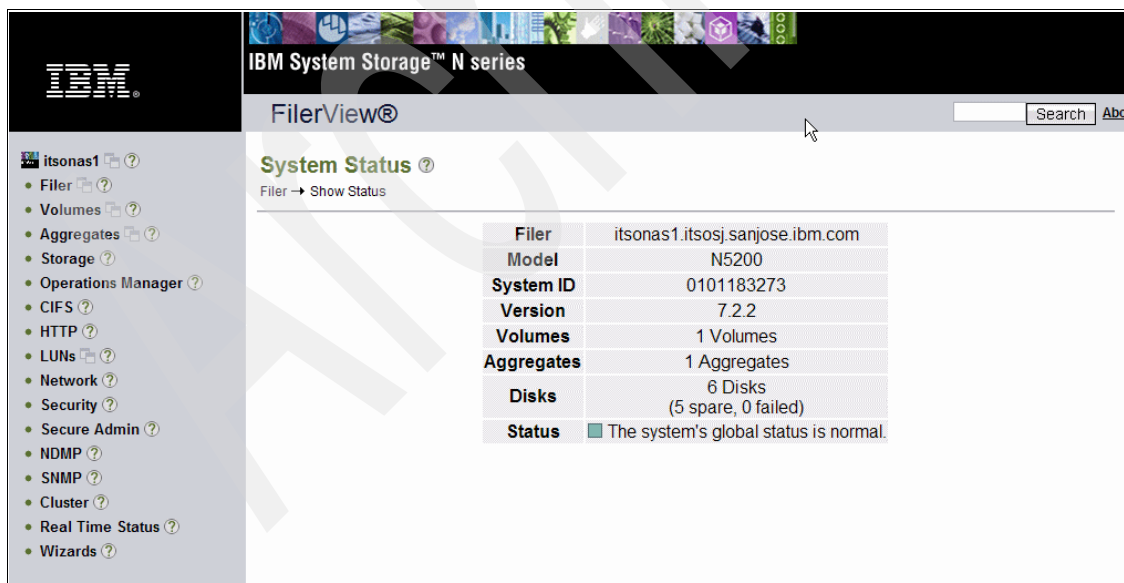 IBM System Storage™ N series
IBM®
FilerView®
Search
itsonas1
Filer
Volumes
Aggregates
Storage
Operations Manager
CIFS
HTTP
LUNs
Network
Security
Secure Admin
NDMP
SNMP
Cluster
Real Time Status
Wizards
System Status
Filer → Show Status
Filer itsonas1.itsosj.sanjose.ibm.com
Model N5200
System ID 0101183273
Version 7.2.2
Volumes 1 Volumes
Aggregates 1 Aggregates
Disks 6 Disks
(5 spare, 0 failed)
Status The system's global status is normal.